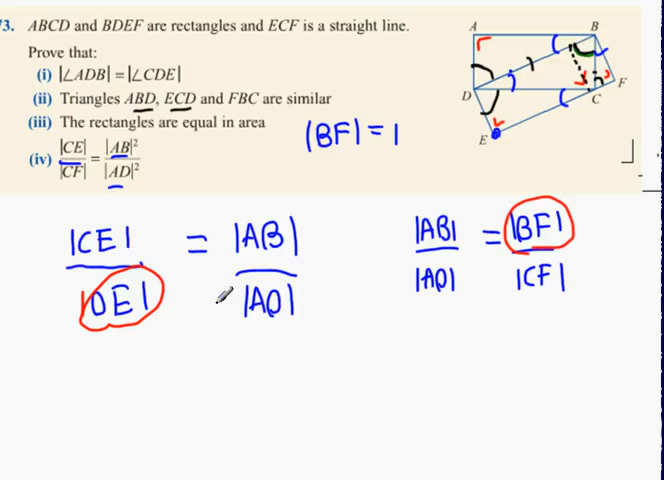 73. ABCD and BDEF are rectangles and ECF is a straight line.
Prove that:
(i) |∠ADB| = |∠CDE|
(ii) Triangles ABD, ECD and FBC are similar
(iii) The rectangles are equal in area
(iv) |CE| / |CF| = |AB|² / |AD|²
A B
D C F
E
|BF| = |
|CE| / |DE| = |AB| / |AD|
|AB| / |AD| = |BF| / |CF|